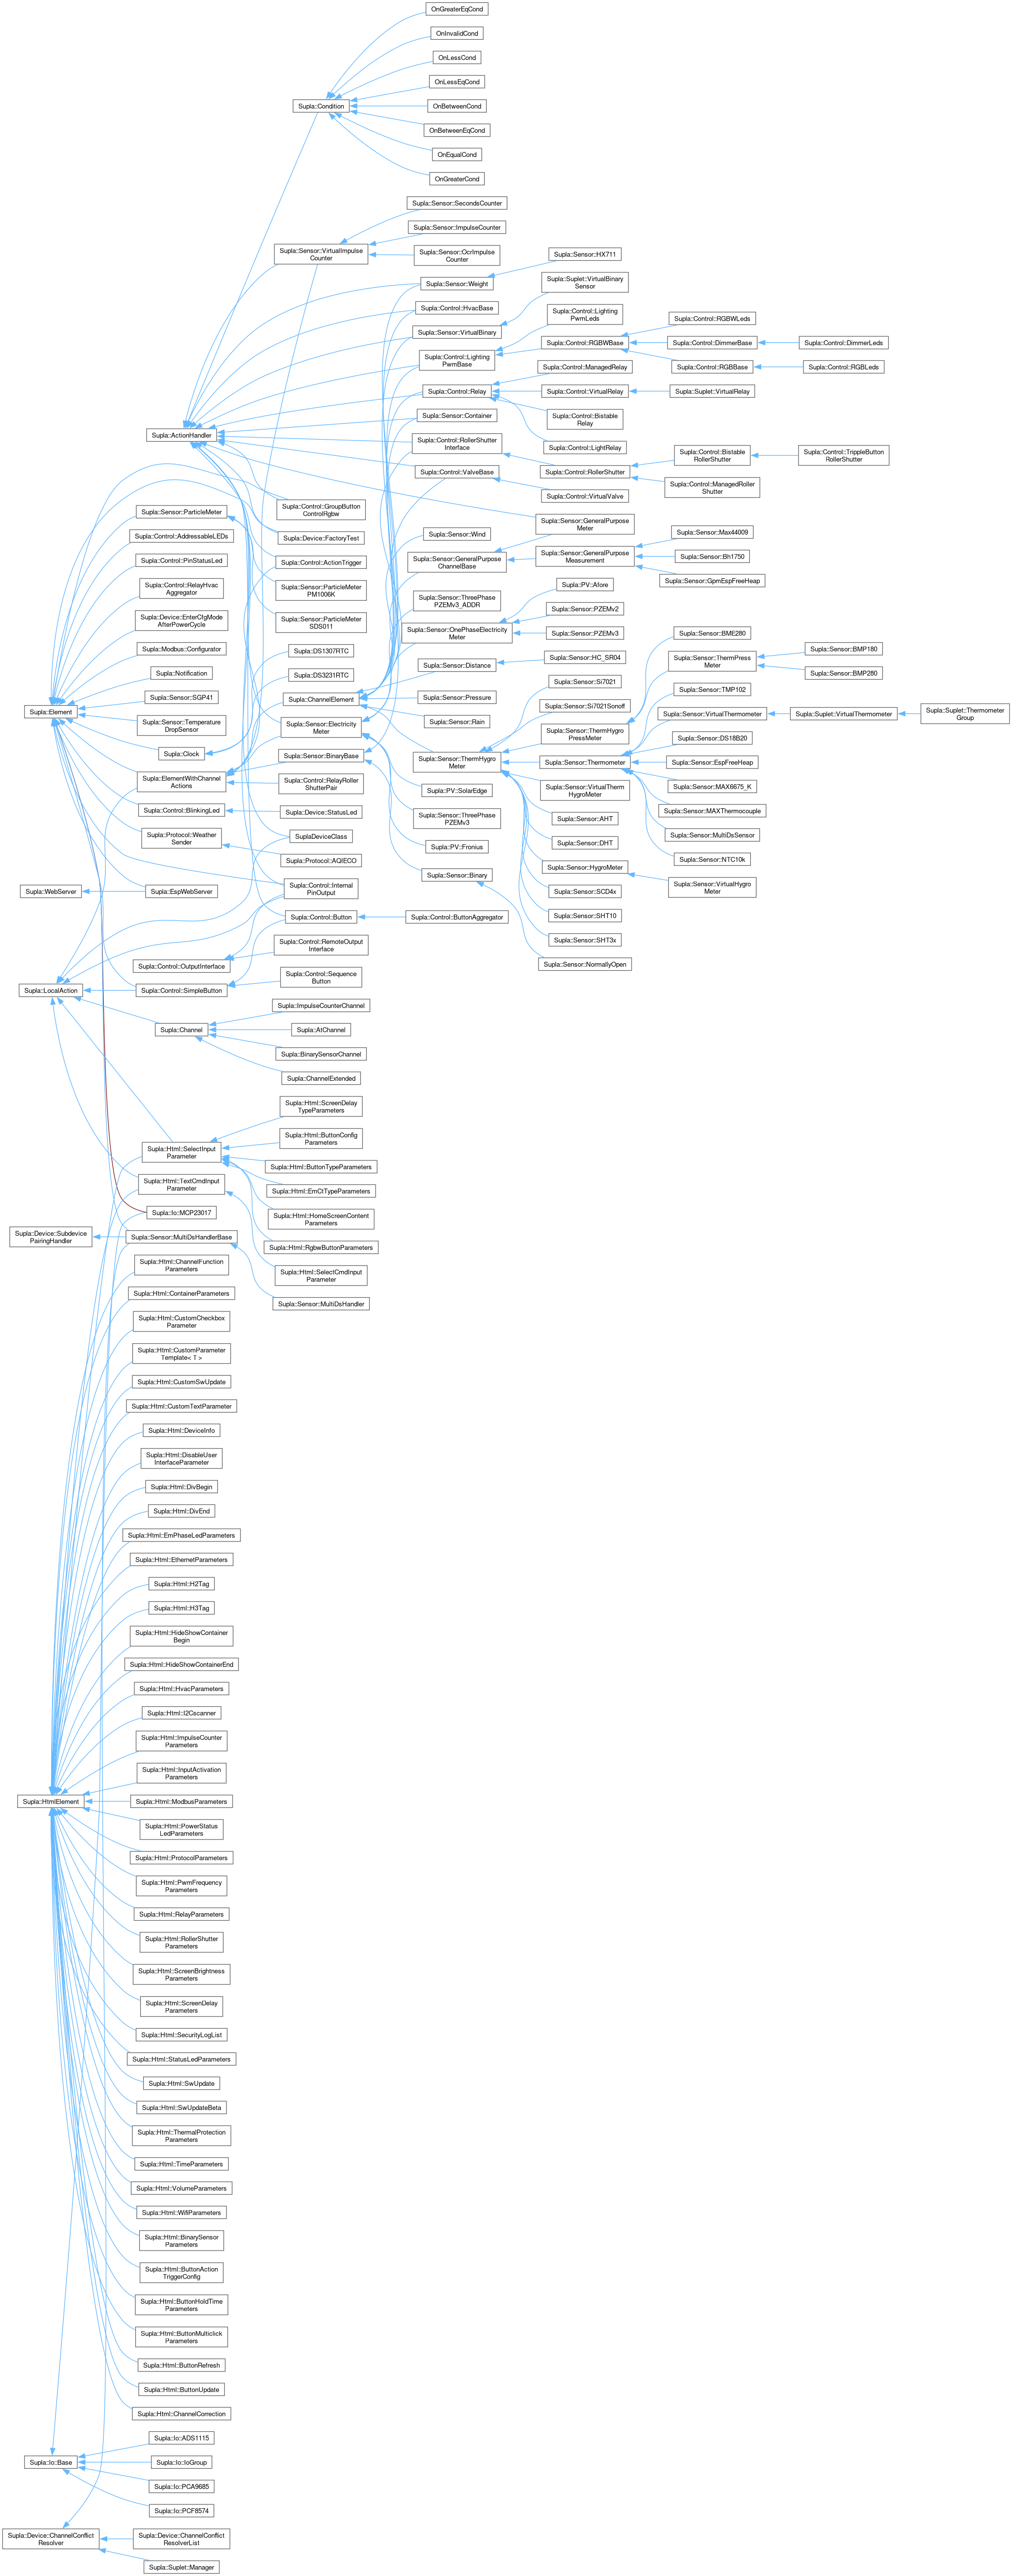 OnGreaterEqCond
OnInvalidCond
OnLessCond
OnLessEqCond
Supla::Condition
OnBetweenCond
OnBetweenEqCond
OnEqualCond
OnGreaterCond
Supla::Sensor::SecondsCounter
Supla::Sensor::ImpulseCounter
Supla::Sensor::VirtualImpulse
Counter
Supla::Sensor::OcrImpulse
Counter
Supla::Sensor::HX711
Supla::Sensor::Weight
Supla::Suplet::VirtualBinary
Sensor
Supla::Control::HvacBase
Supla::Control::Lighting
PwmLeds
Supla::Control::RGBWLeds
Supla::Sensor::VirtualBinary
Supla::Control::RGBWBase
Supla::Control::DimmerBase
Supla::Control::DimmerLeds
Supla::Control::Lighting
PwmBase
Supla::Control::ManagedRelay
Supla::Control::RGBBase
Supla::Control::RGBLeds
Supla::Control::Relay
Supla::Control::VirtualRelay
Supla::Suplet::VirtualRelay
Supla::Sensor::Container
Supla::Control::Bistable
Relay
Supla::ActionHandler
Supla::Control::RollerShutter
Interface
Supla::Control::LightRelay
Supla::Control::Bistable
RollerShutter
Supla::Control::TrippleButton
RollerShutter
Supla::Control::ValveBase
Supla::Control::RollerShutter
Supla::Control::ManagedRoller
Shutter
Supla::Control::VirtualValve
Supla::Control::GroupButton
ControlRgbw
Supla::Sensor::ParticleMeter
Supla::Sensor::GeneralPurpose
Meter
Supla::Control::AddressableLEDs
Supla::Device::FactoryTest
Supla::Sensor::Wind
Supla::Sensor::Max44009
Supla::Control::PinStatusLed
Supla::Control::ActionTrigger
Supla::Sensor::GeneralPurpose
ChannelBase
Supla::Sensor::GeneralPurpose
Measurement
Supla::Sensor::Bh1750
Supla::Control::RelayHvac
Aggregator
Supla::Sensor::ParticleMeter
PM1006K
Supla::PV::Afore
Supla::Sensor::GpmEspFreeHeap
Supla::Device::EnterCfgMode
AfterPowerCycle
Supla::Sensor::ParticleMeter
SDS011
Supla::Sensor::ThreePhase
PZEMv3_ADDR
Supla::Sensor::PZEMv2
Supla::Modbus::Configurator
Supla::DS1307RTC
Supla::Sensor::OnePhaseElectricity
Meter
Supla::Sensor::PZEMv3
Supla::Sensor::BME280
Supla::Notification
Supla::DS3231RTC
Supla::Sensor::Distance
Supla::Sensor::HC_SR04
Supla::Sensor::ThermPress
Meter
Supla::Sensor::BMP180
Supla::Sensor::SGP41
Supla::ChannelElement
Supla::Sensor::Pressure
Supla::Sensor::Si7021
Supla::Sensor::BMP280
Supla::Element
Supla::Sensor::Temperature
DropSensor
Supla::Sensor::Electricity
Meter
Supla::Sensor::Rain
Supla::Sensor::Si7021Sonoff
Supla::Sensor::TMP102
Supla::Clock
Supla::Sensor::BinaryBase
Supla::Sensor::ThermHygro
Meter
Supla::Sensor::ThermHygro
PressMeter
Supla::Sensor::VirtualThermometer
Supla::Suplet::VirtualThermometer
Supla::Suplet::Thermometer
Group
Supla::ElementWithChannel
Actions
Supla::Control::RelayRoller
ShutterPair
Supla::PV::SolarEdge
Supla::Sensor::Thermometer
Supla::Sensor::DS18B20
Supla::Control::BlinkingLed
Supla::Device::StatusLed
Supla::Sensor::ThreePhase
PZEMv3
Supla::Sensor::VirtualTherm
HygroMeter
Supla::Sensor::EspFreeHeap
Supla::Protocol::Weather
Sender
SuplaDeviceClass
Supla::PV::Fronius
Supla::Sensor::AHT
Supla::Sensor::MAX6675_K
Supla::Protocol::AQIECO
Supla::Sensor::Binary
Supla::Sensor::DHT
Supla::Sensor::MAXThermocouple
Supla::WebServer
Supla::EspWebServer
Supla::Control::Internal
PinOutput
Supla::Sensor::HygroMeter
Supla::Sensor::MultiDsSensor
Supla::Control::Button
Supla::Control::ButtonAggregator
Supla::Sensor::SCD4x
Supla::Sensor::NTC10k
Supla::Control::OutputInterface
Supla::Control::RemoteOutput
Interface
Supla::Sensor::SHT10
Supla::Sensor::VirtualHygro
Meter
Supla::LocalAction
Supla::Control::SimpleButton
Supla::Control::Sequence
Button
Supla::Sensor::SHT3x
Supla::Sensor::NormallyOpen
Supla::Channel
Supla::ImpulseCounterChannel
Supla::AtChannel
Supla::BinarySensorChannel
Supla::ChannelExtended
Supla::Html::ScreenDelay
TypeParameters
Supla::Html::SelectInput
Parameter
Supla::Html::ButtonConfig
Parameters
Supla::Html::ButtonTypeParameters
Supla::Html::TextCmdInput
Parameter
Supla::Html::EmCtTypeParameters
Supla::Io::MCP23017
Supla::Html::HomeScreenContent
Parameters
Supla::Device::Subdevice
PairingHandler
Supla::Sensor::MultiDsHandlerBase
Supla::Html::RgbwButtonParameters
Supla::Html::ChannelFunction
Parameters
Supla::Html::SelectCmdInput
Parameter
Supla::Html::ContainerParameters
Supla::Sensor::MultiDsHandler
Supla::Html::CustomCheckbox
Parameter
Supla::Html::CustomParameter
Template< T >
Supla::Html::CustomSwUpdate
Supla::Html::CustomTextParameter
Supla::Html::DeviceInfo
Supla::Html::DisableUser
InterfaceParameter
Supla::Html::DivBegin
Supla::Html::DivEnd
Supla::Html::EmPhaseLedParameters
Supla::Html::EthernetParameters
Supla::Html::H2Tag
Supla::Html::H3Tag
Supla::Html::HideShowContainer
Begin
Supla::Html::HideShowContainerEnd
Supla::Html::HvacParameters
Supla::Html::I2Cscanner
Supla::Html::ImpulseCounter
Parameters
Supla::Html::InputActivation
Parameters
Supla::HtmlElement
Supla::Html::ModbusParameters
Supla::Html::PowerStatus
LedParameters
Supla::Html::ProtocolParameters
Supla::Html::PwmFrequency
Parameters
Supla::Html::RelayParameters
Supla::Html::RollerShutter
Parameters
Supla::Html::ScreenBrightness
Parameters
Supla::Html::ScreenDelay
Parameters
Supla::Html::SecurityLogList
Supla::Html::StatusLedParameters
Supla::Html::SwUpdate
Supla::Html::SwUpdateBeta
Supla::Html::ThermalProtection
Parameters
Supla::Html::TimeParameters
Supla::Html::VolumeParameters
Supla::Html::WifiParameters
Supla::Html::BinarySensor
Parameters
Supla::Html::ButtonAction
TriggerConfig
Supla::Html::ButtonHoldTime
Parameters
Supla::Html::ButtonMulticlick
Parameters
Supla::Html::ButtonRefresh
Supla::Html::ButtonUpdate
Supla::Html::ChannelCorrection
Supla::Io::ADS1115
Supla::Io::Base
Supla::Io::IoGroup
Supla::Io::PCA9685
Supla::Io::PCF8574
Supla::Device::ChannelConflict
Resolver
Supla::Device::ChannelConflict
ResolverList
Supla::Suplet::Manager